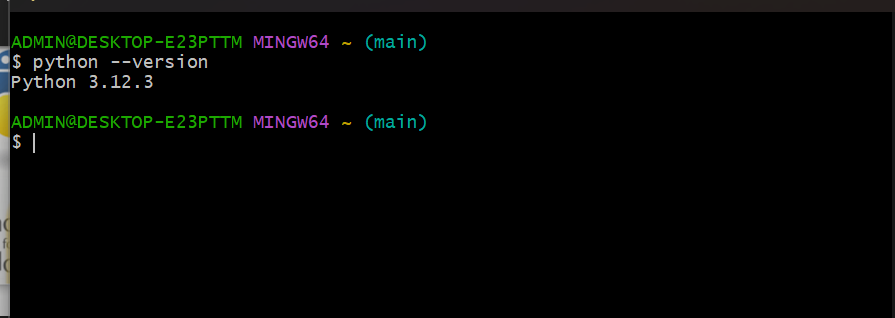 ADMIN@DESKTOP-E23PTTM MINGW64 ~ (main)
$ python --version
Python 3.12.3
ADMIN@DESKTOP-E23PTTM MINGW64 ~ (main)
$